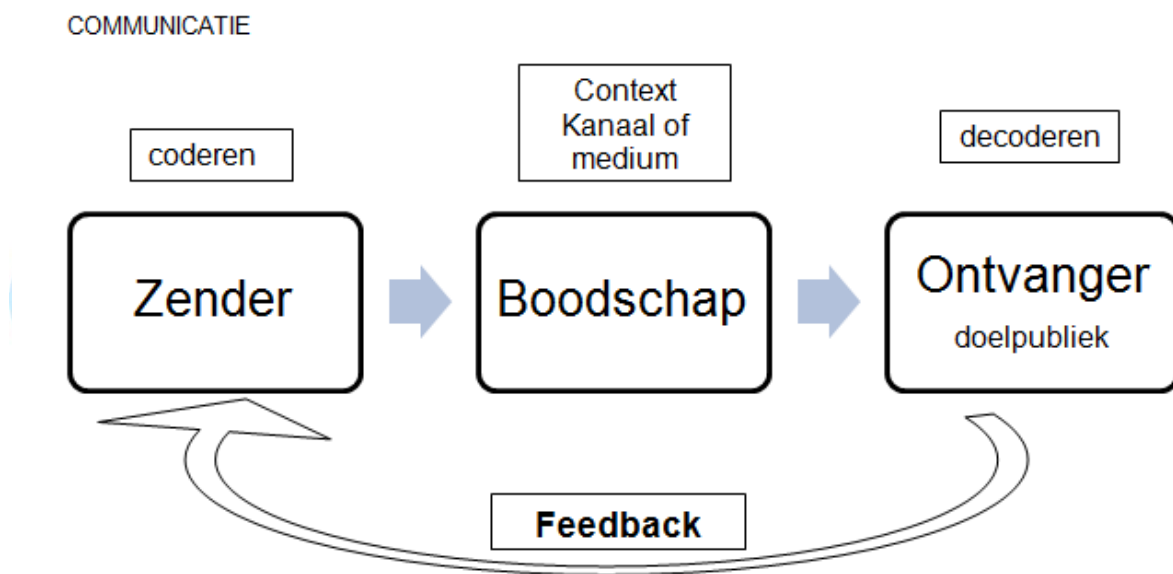 COMMUNICATIE
coderen
Context
Kanaal of
medium
decoderen
Zender
Boodschap
Ontvanger
doelpubliek
Feedback